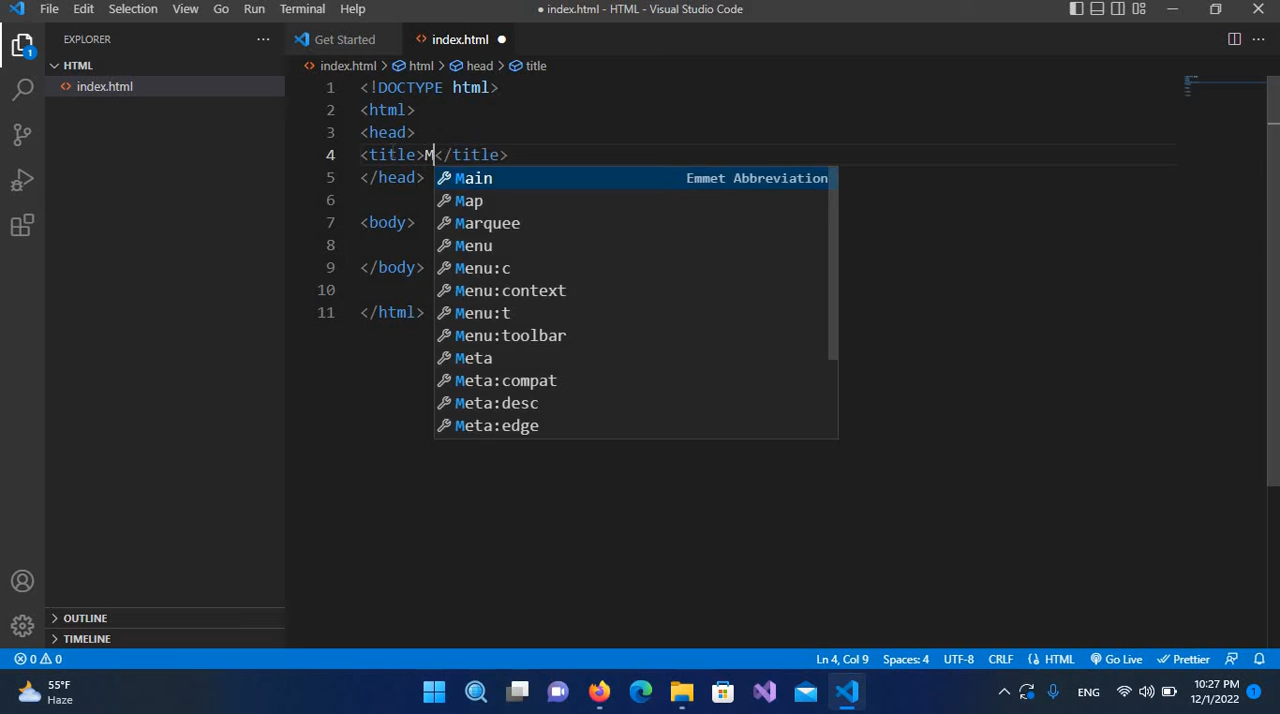 File Edit Selection View Go Run Terminal Help
● index.html - HTML - Visual Studio Code
EXPLORER
Get Started
index.html
HTML
index.html
1
index.html > html > head > title
1 <!DOCTYPE html>
2 <html>
3 <head>
4 <title>M</title>
5 </head>
6
7 <body>
8
9 </body>
10
11 </html>
Main Emmet Abbreviation
Map
Marquee
Menu
Menu:c
Menu:context
Menu:t
Menu:toolbar
Meta
Meta:compat
Meta:desc
Meta:edge
OUTLINE
TIMELINE
0 0 Ln 4, Col 9 Spaces: 4 UTF-8 CRLF HTML Go Live Prettier
55°F
Haze
ENG
10:27 PM
12/1/2022
1